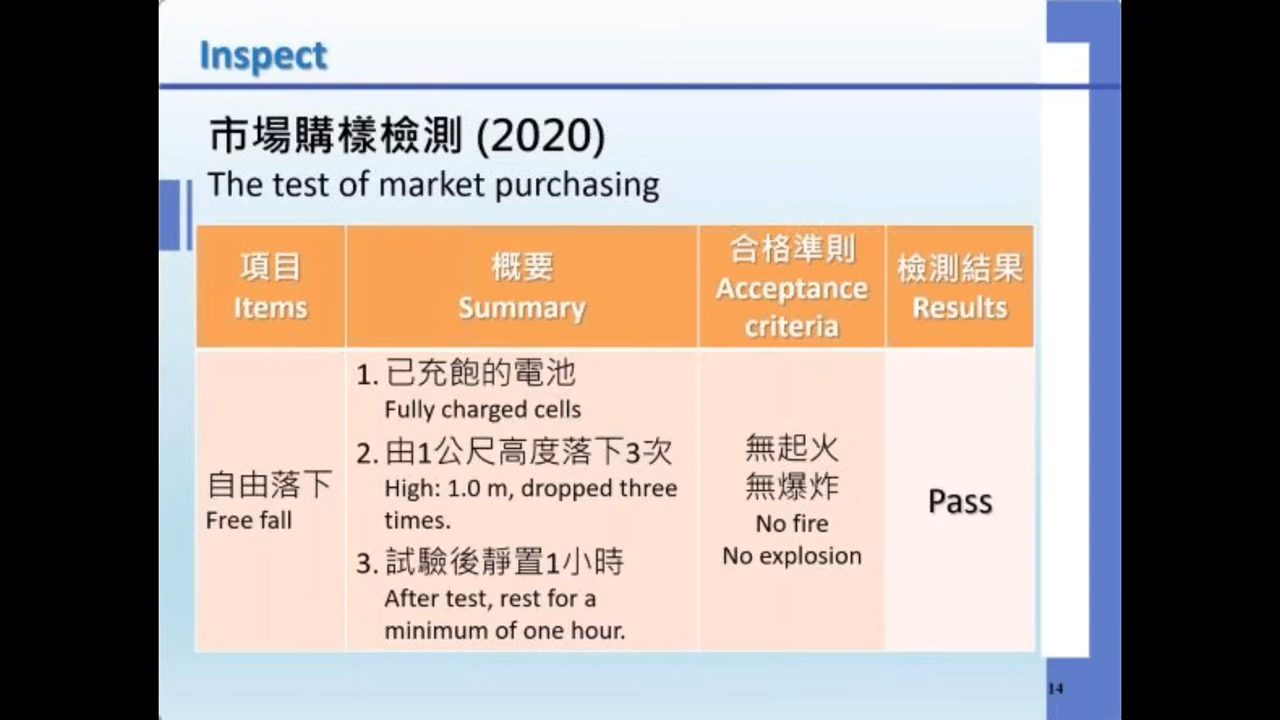 Inspect
市場購樣檢測 (2020)
The test of market purchasing
項目
Items
概要
Summary
合格準則
Acceptance
criteria
檢測結果
Results
自由落下
Free fall
1. 已充飽的電池
Fully charged cells
2. 由1公尺高度落下3次
High: 1.0 m, dropped three
times.
3. 試驗後靜置1小時
After test, rest for a
minimum of one hour.
無起火
無爆炸
No fire
No explosion
Pass
14